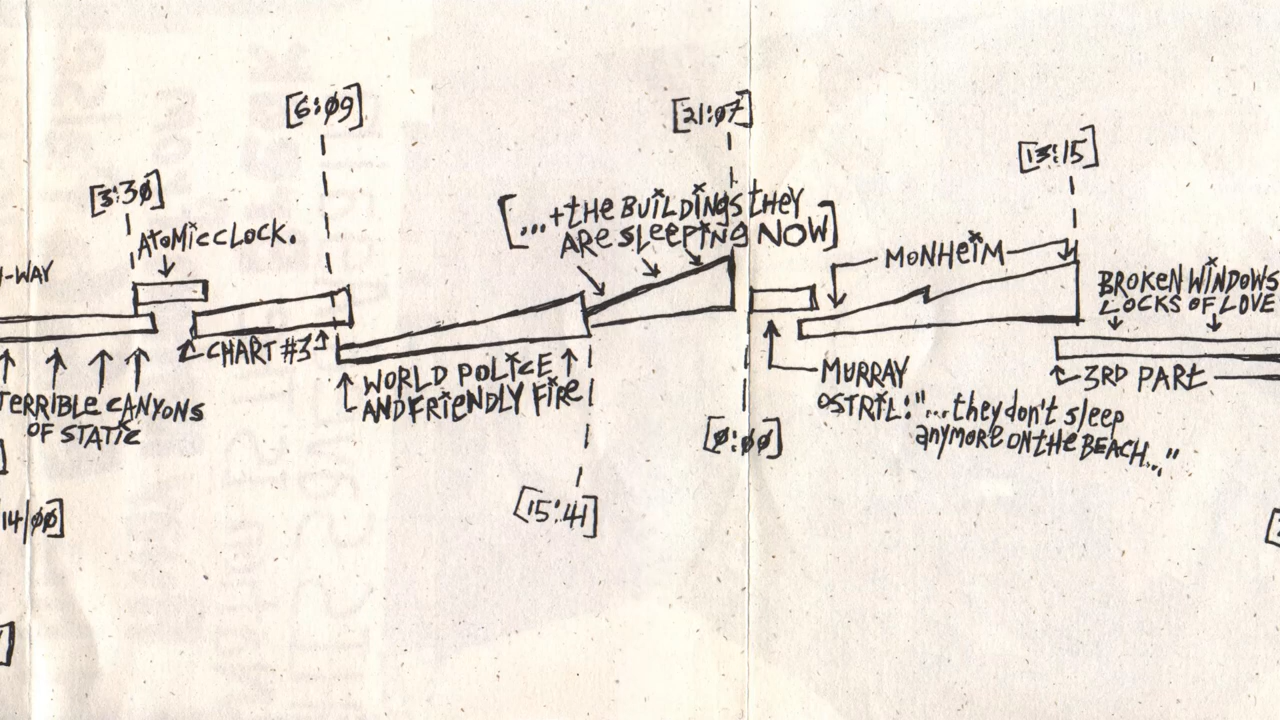 [6:09]
[21:07]
[13:15]
[3:30]
[...+THE BUILDINGS THEY
ARE SLEEPING NOW]
ATOMIC CLOCK.
MONHEIM
-WAY
BROKEN WINDOWS
LOCKS OF LOVE
CHART #3
WORLD POLICE
AND FRIENDLY FIRE
3RD PART
MURRAY
OSTRIL: "...they don't sleep
anymore ON THE BEACH..."
TERRIBLE CANYONS
OF STATIC
[0:00]
[15:41]
14/00]